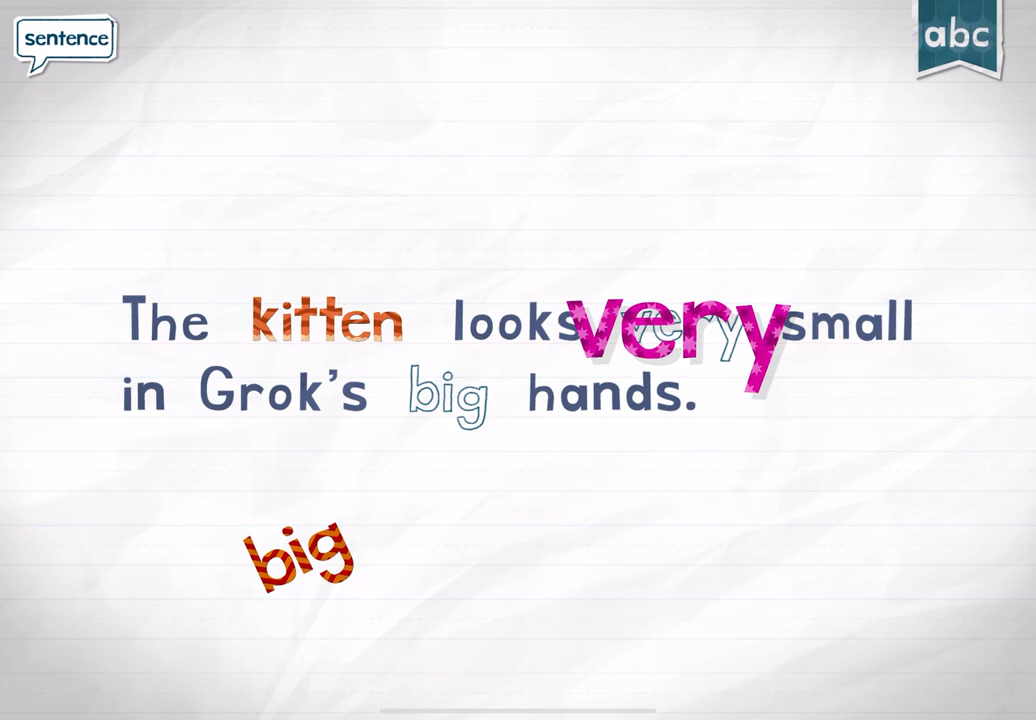 sentence
abc
The kitten looks very small
in Grok's big hands.
big